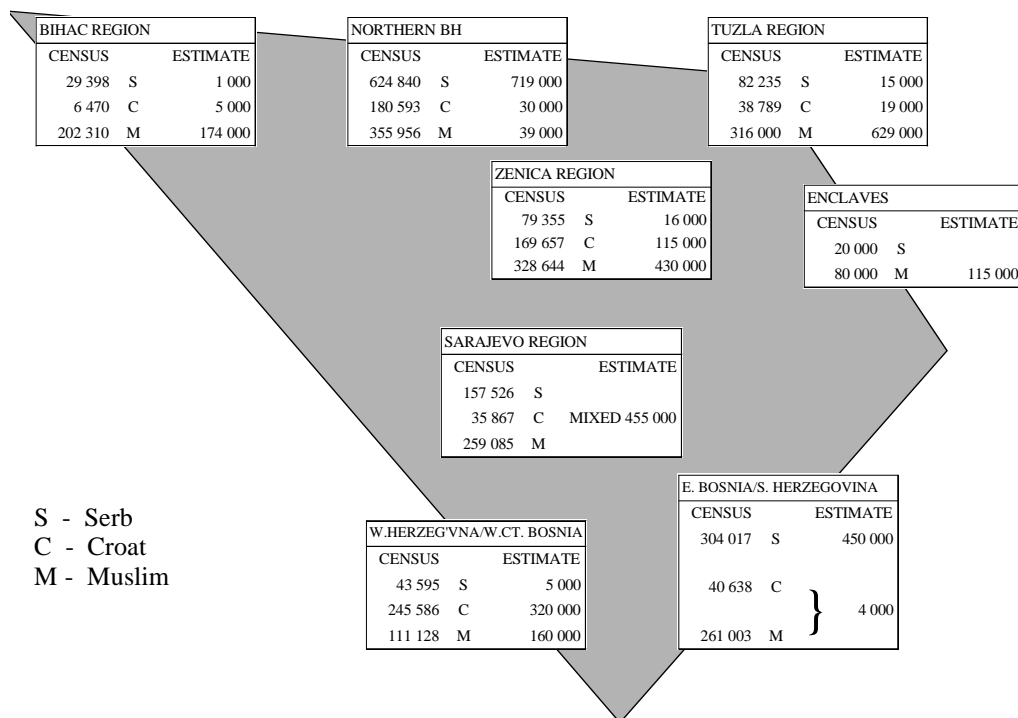 BIHAC REGION
CENSUS ESTIMATE
29 398 S 1 000
6 470 C 5 000
202 310 M 174 000
NORTHERN BH
CENSUS ESTIMATE
624 840 S 719 000
180 593 C 30 000
355 956 M 39 000
TUZLA REGION
CENSUS ESTIMATE
82 235 S 15 000
38 789 C 19 000
316 000 M 629 000
ZENICA REGION
CENSUS ESTIMATE
79 355 S 16 000
169 657 C 115 000
328 644 M 430 000
ENCLAVES
CENSUS ESTIMATE
20 000 S
80 000 M 115 000
SARAJEVO REGION
CENSUS ESTIMATE
157 526 S
35 867 C MIXED 455 000
259 085 M
E. BOSNIA/S. HERZEGOVINA
CENSUS ESTIMATE
304 017 S 450 000
40 638 C
} 4 000
261 003 M
W.HERZEG'VNA/W.CT. BOSNIA
CENSUS ESTIMATE
43 595 S 5 000
245 586 C 320 000
111 128 M 160 000
S - Serb
C - Croat
M - Muslim